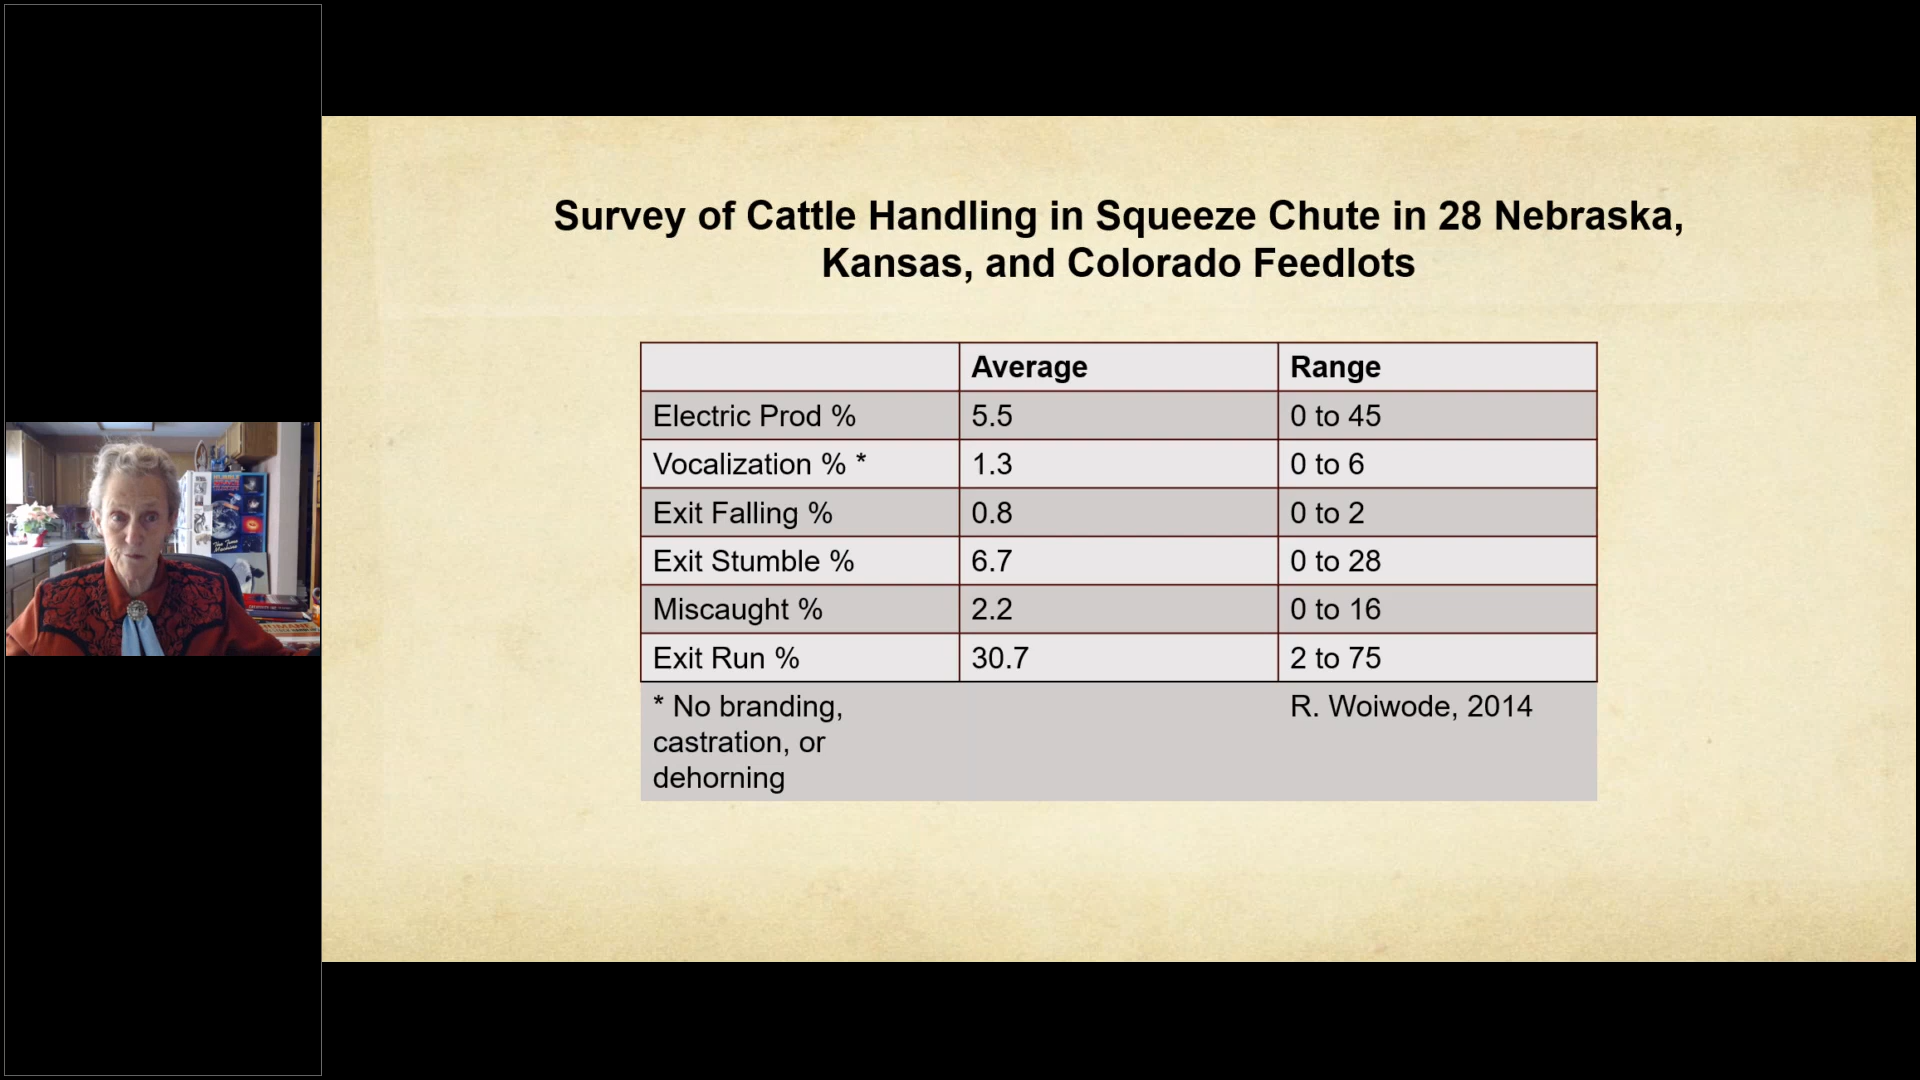 Survey of Cattle Handling in Squeeze Chute in 28 Nebraska,
Kansas, and Colorado Feedlots
Average Range
Electric Prod % 5.5 0 to 45
Vocalization % * 1.3 0 to 6
Exit Falling % 0.8 0 to 2
Exit Stumble % 6.7 0 to 28
Miscaught % 2.2 0 to 16
Exit Run % 30.7 2 to 75
* No branding, R. Woiwode, 2014
castration, or
dehorning